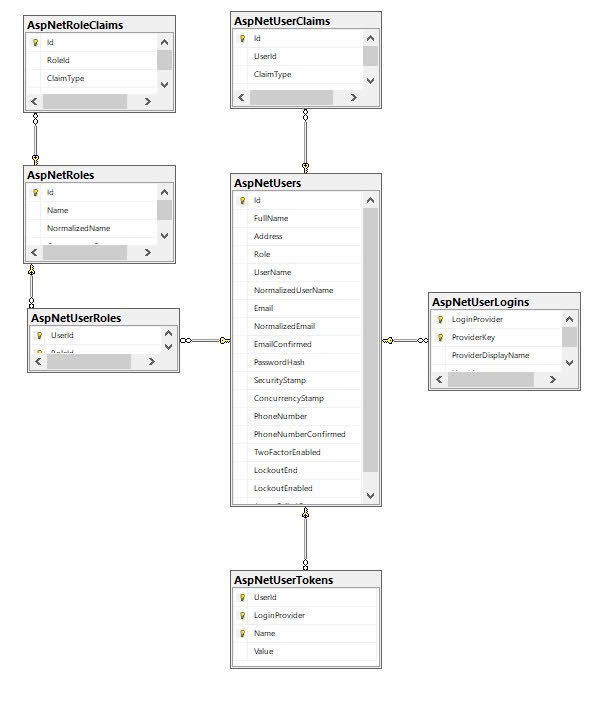 AspNetRoleClaims
Id
RoleId
ClaimType
AspNetUserClaims
Id
UserId
ClaimType
AspNetRoles
Id
Name
NormalizedName
AspNetUsers
Id
FullName
Address
Role
UserName
NormalizedUserName
Email
NormalizedEmail
EmailConfirmed
PasswordHash
SecurityStamp
ConcurrencyStamp
PhoneNumber
PhoneNumberConfirmed
TwoFactorEnabled
LockoutEnd
LockoutEnabled
AspNetUserRoles
UserId
AspNetUserLogins
LoginProvider
ProviderKey
ProviderDisplayName
AspNetUserTokens
UserId
LoginProvider
Name
Value